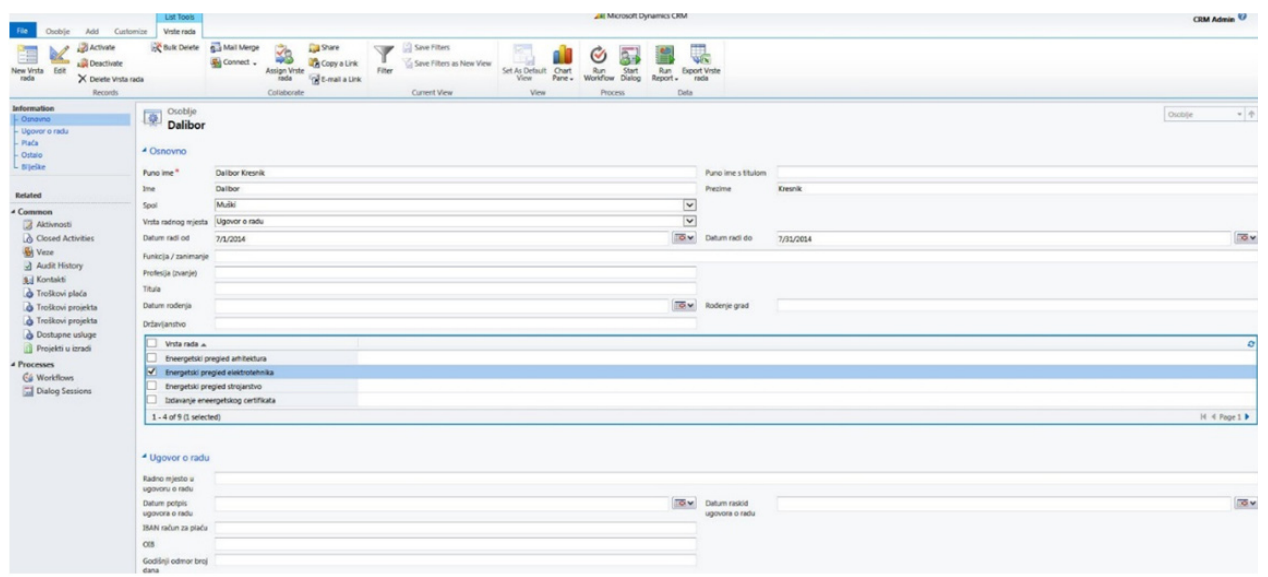 List Tools
Microsoft Dynamics CRM
CRM Admin
File Osoblje Add Customize Vrste rada
New Vrsta rada
Edit
Activate
Deactivate
Delete Vrsta rada
Bulk Delete
Records
Mail Merge
Connect
Assign Vrste rada
Share
Copy a Link
E-mail a Link
Collaborate
Filter
Save Filters
Save Filters as New View
Current View
Set As Default View
Chart Pane
View
Run Workflow
Start Dialog
Process
Run Report
Export Vrste rada
Data
Information
Osnovno
Ugovor o radu
Plaća
Ostalo
Bilješke
Related
Common
Aktivnosti
Closed Activities
Veze
Audit History
Kontakti
Troškovi plaća
Troškovi projekta
Troškovi projekta
Dostupne usluge
Projekti u izradi
Processes
Workflows
Dialog Sessions
Osoblje
Dalibor
Osoblje
Osnovno
Puno ime * Dalibor Kresnik Puno ime s titulom
Ime Dalibor Prezime Kresnik
Spol Muški
Vrsta radnog mjesta Ugovor o radu
Datum radi od 7/1/2014 Datum radi do 7/31/2014
Funkcija / zanimanje
Profesija (zvanje)
Titula
Datum rođenja Rođenje grad
Državljanstvo
Vrsta rada
Eneergetski pregled arhitektura
Energetski pregled elektrotehnika
Energetski pregled strojarstvo
Izdavanje eneergetskog certifikata
1 - 4 of 9 (1 selected) Page 1
Ugovor o radu
Radno mjesto u ugovoru o radu
Datum potpis ugovora o radu Datum raskid ugovora o radu
IBAN račun za plaću
OIB
Godišnji odmor broj dana